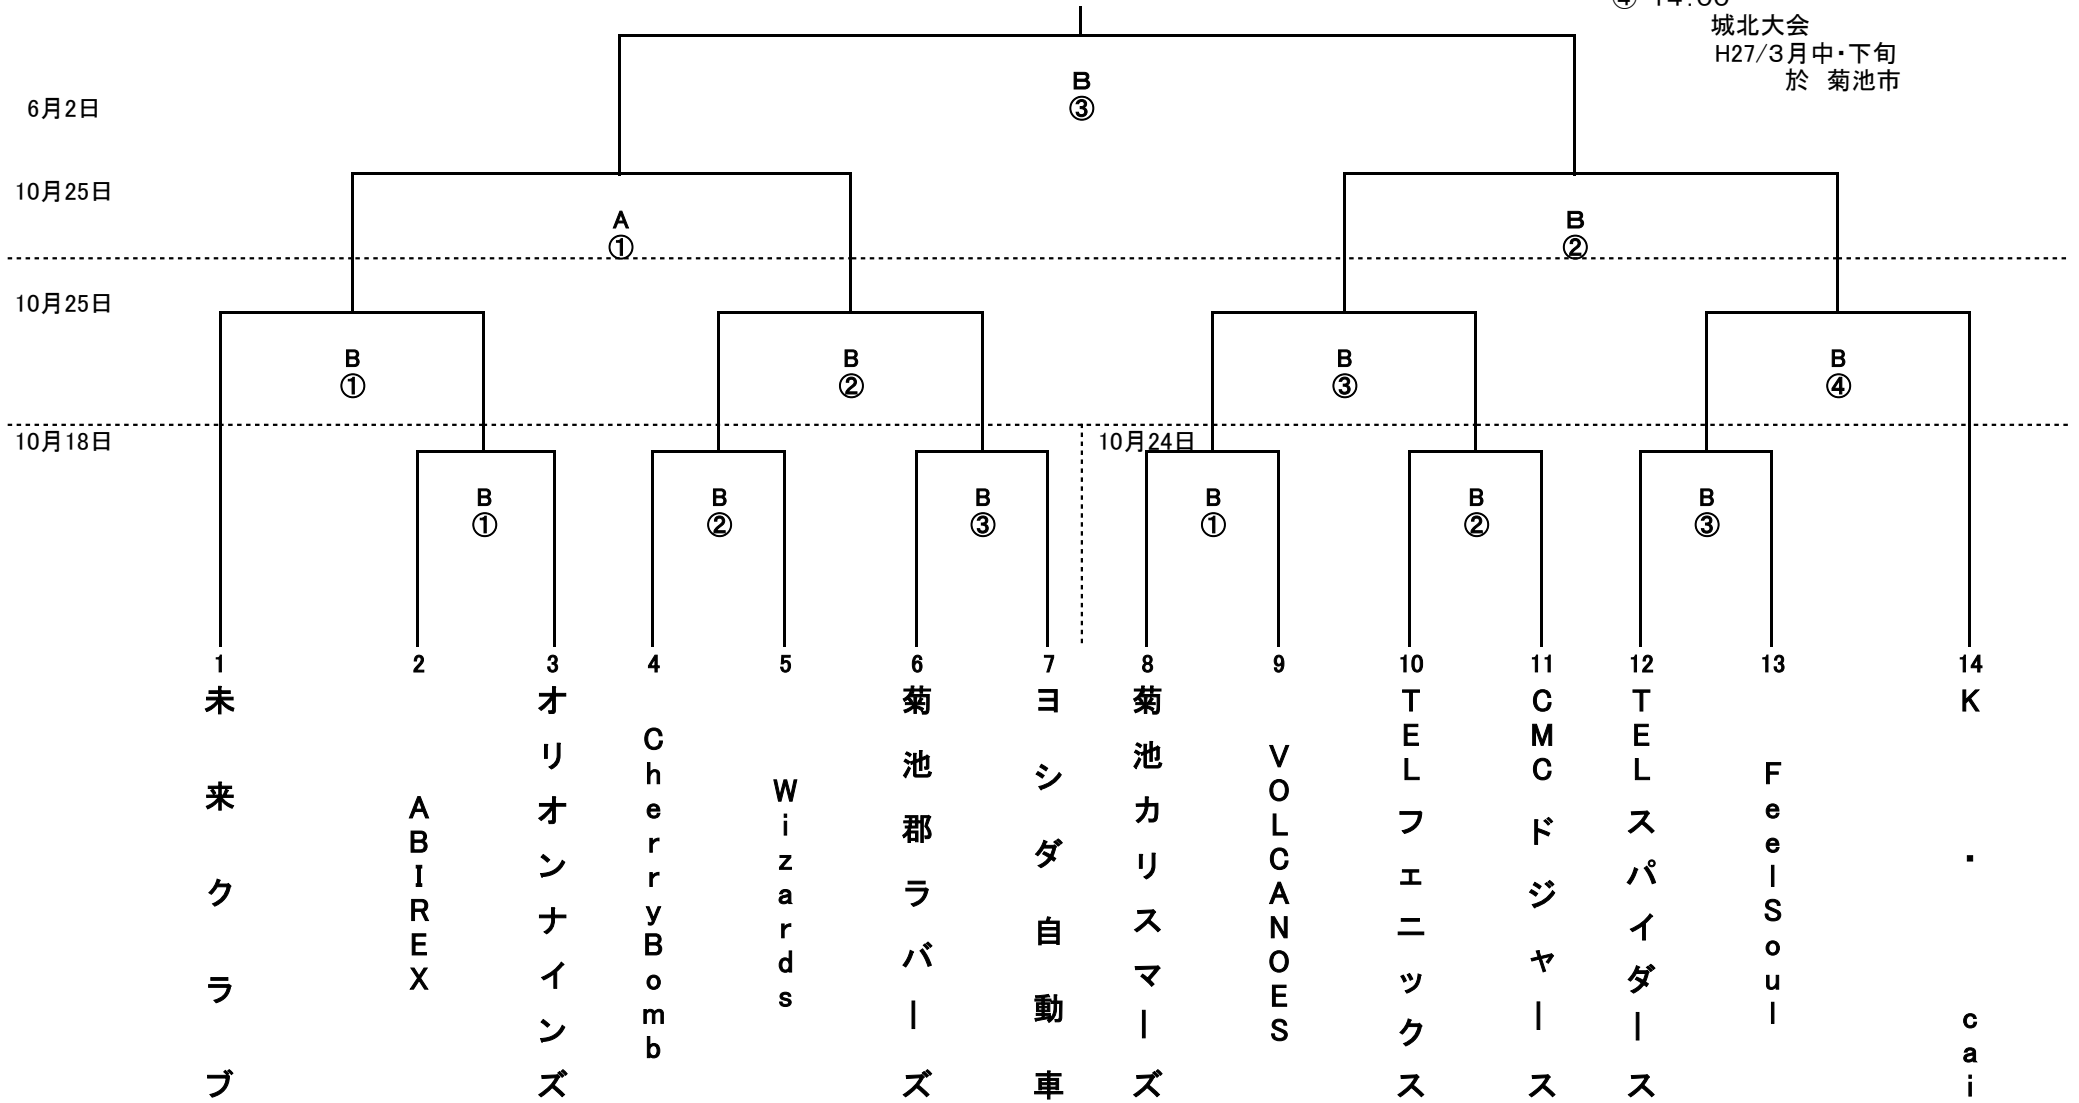 城北大会
H27/3月中・下旬
於 菊池市
B
③
6月2日
10月25日
A
①
B
②
10月25日
B
①
B
②
B
③
B
④
10月18日
10月24日
B
①
B
②
B
③
B
①
B
②
B
③
1
2
3
4
5
6
7
8
9
10
11
12
13
14
未来クラブ
ABIREX
オリオンナインズ
CherryBomb
Wizards
菊池郡ラバーズ
ヨシダ自動車
菊池カリスマーズ
VOLCANOES
TELフェニックス
CMCドジャース
TELスパイダース
FeelSoul
K・cai